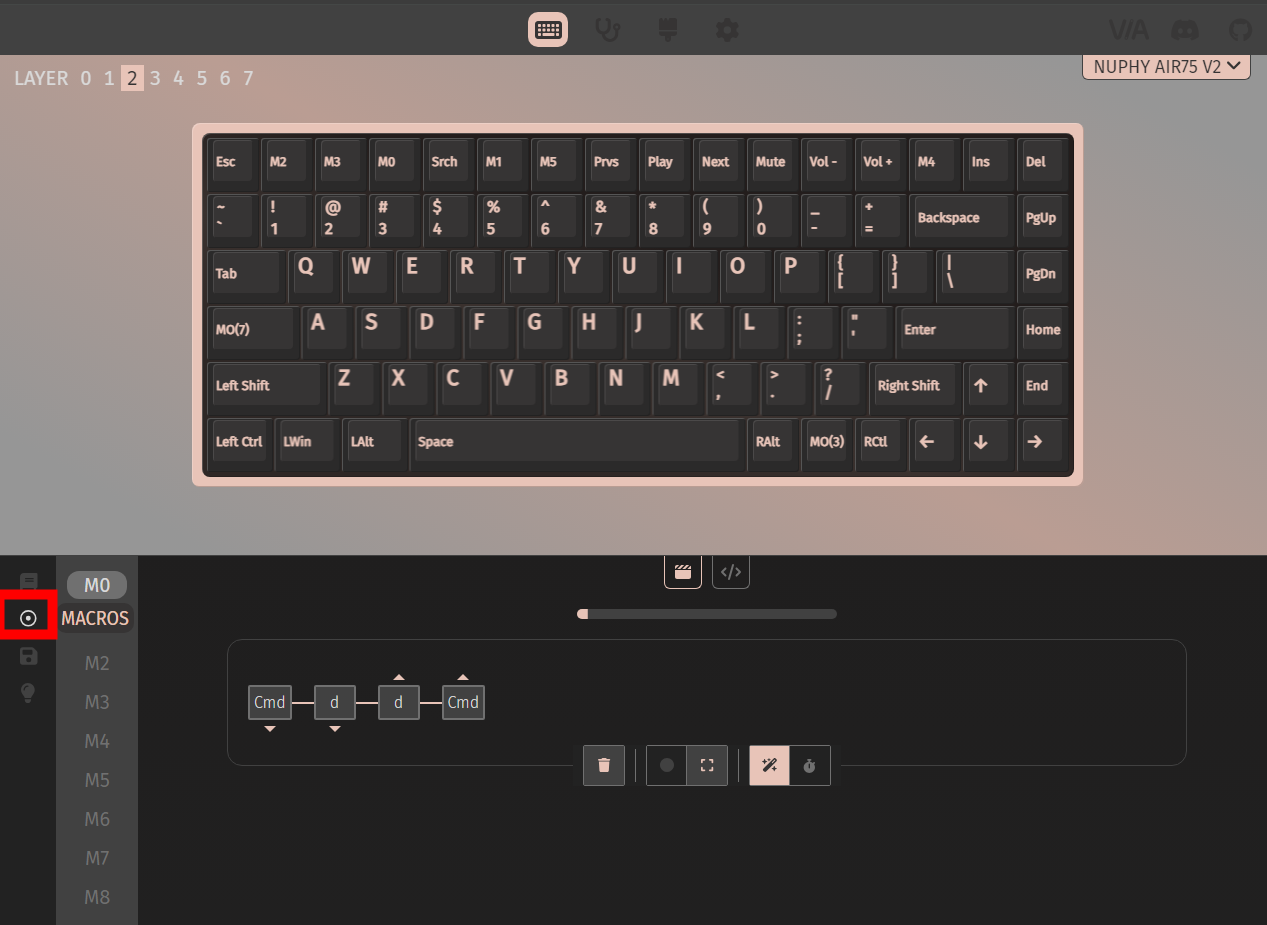 VIA
LAYER 0 1 2 3 4 5 6 7
NUPHY AIR75 V2
Esc M2 M3 M0 Srch M1 M5 Prvs Play Next Mute Vol - Vol + M4 Ins Del
~ ! @ # $ % ^ & * ( ) _ +
` 1 2 3 4 5 6 7 8 9 0 - = Backspace PgUp
Tab Q W E R T Y U I O P { } | PgDn
[ ] \
MO(7) A S D F G H J K L : " Enter Home
; '
Left Shift Z X C V B N M < > ? Right Shift ↑ End
, . /
Left Ctrl LWin LAlt Space RAlt MO(3) RCtl ← ↓ →
M0
MACROS
M2
M3
M4
M5
M6
M7
M8
</>
Cmd d d Cmd